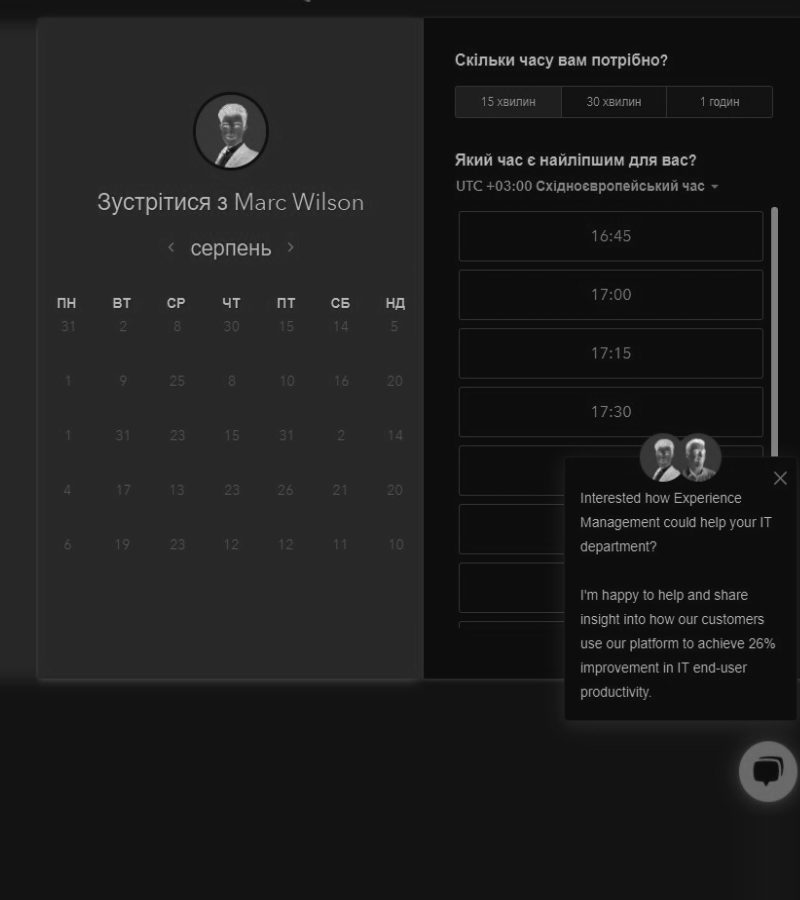 Зустрітися з Marc Wilson
серпень
ПН ВТ СР ЧТ ПТ СБ НД
31 2 8 30 15 14 5
1 9 25 8 10 16 20
1 31 23 15 31 2 14
4 17 13 23 26 21 20
6 19 23 12 12 11 10
Скільки часу вам потрібно?
15 хвилин 30 хвилин 1 годин
Який час є найліпшим для вас?
UTC +03:00 Східноєвропейський час
16:45
17:00
17:15
17:30
Interested how Experience
Management could help your IT
department?
I'm happy to help and share
insight into how our customers
use our platform to achieve 26%
improvement in IT end-user
productivity.